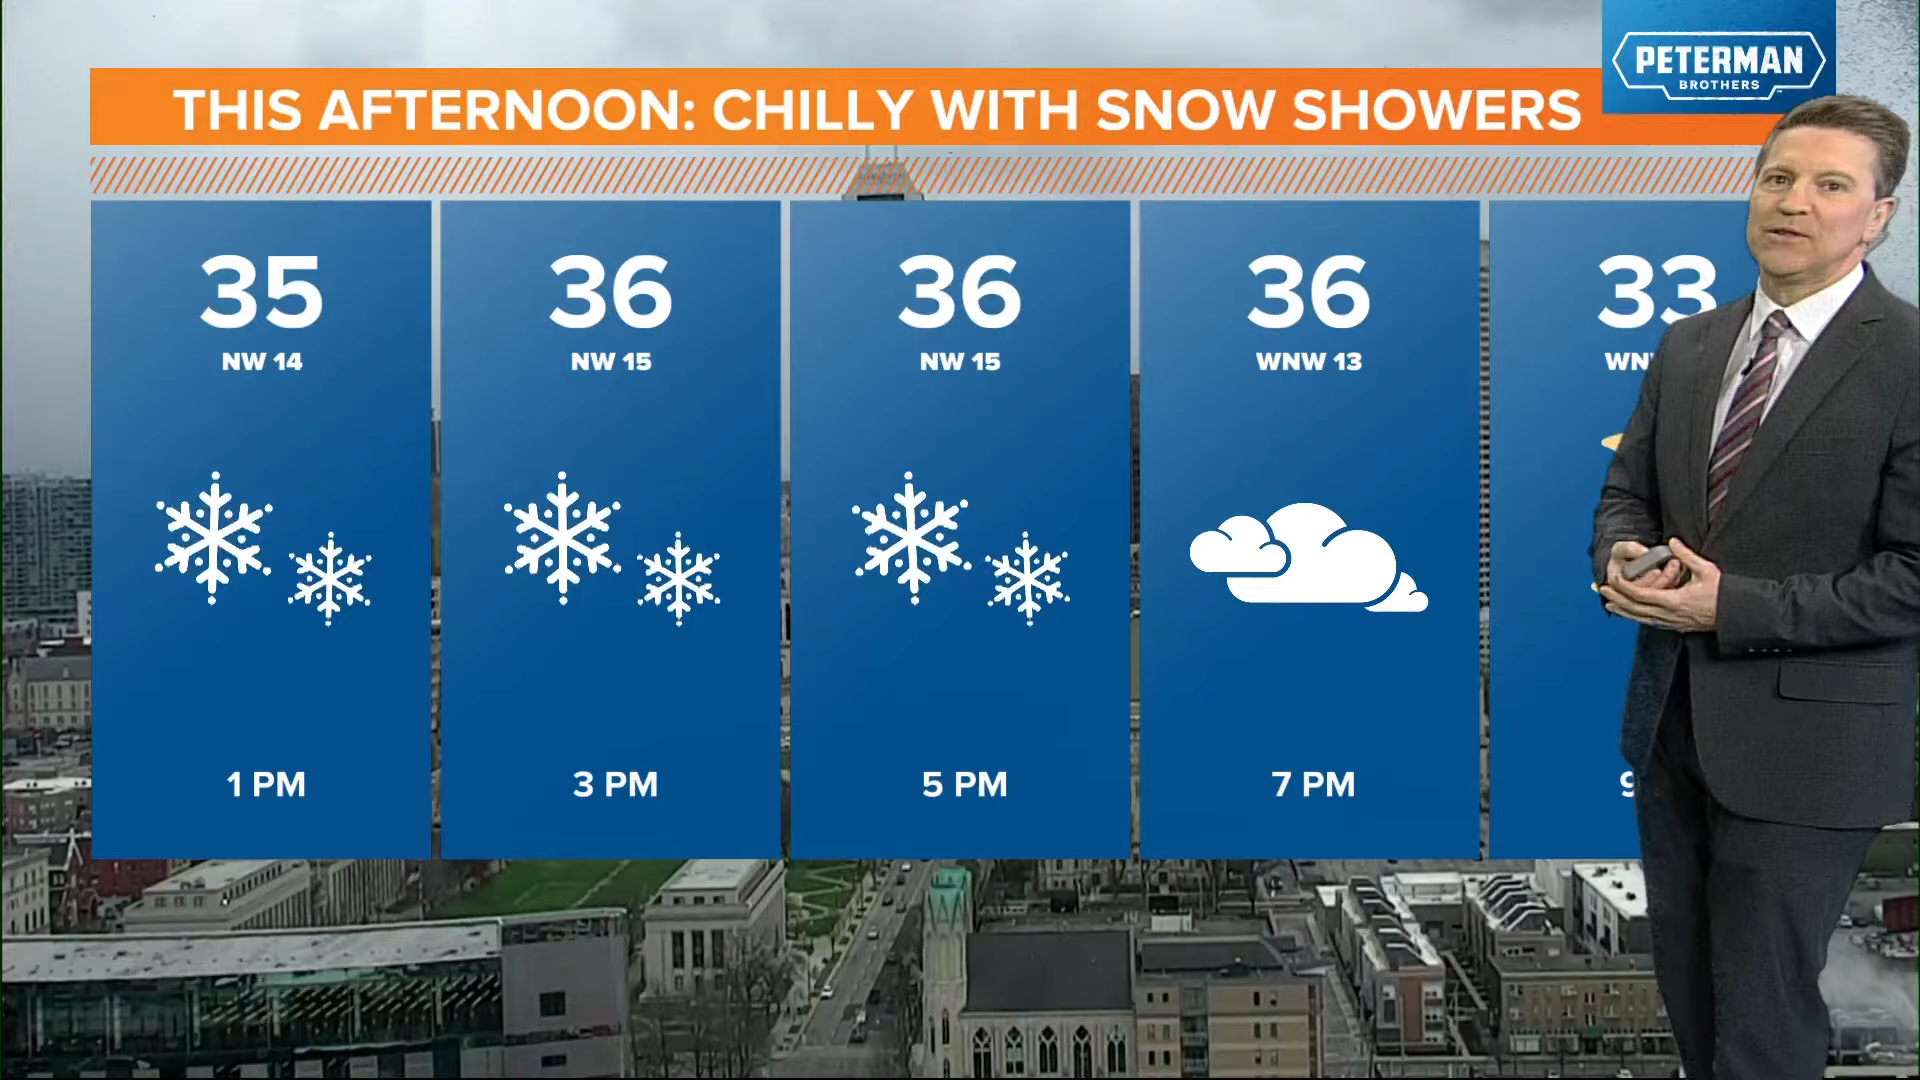 PETERMAN
BROTHERS
THIS AFTERNOON: CHILLY WITH SNOW SHOWERS
35
36
36
36
33
NW 14
NW 15
NW 15
WNW 13
1 PM
3 PM
5 PM
7 PM